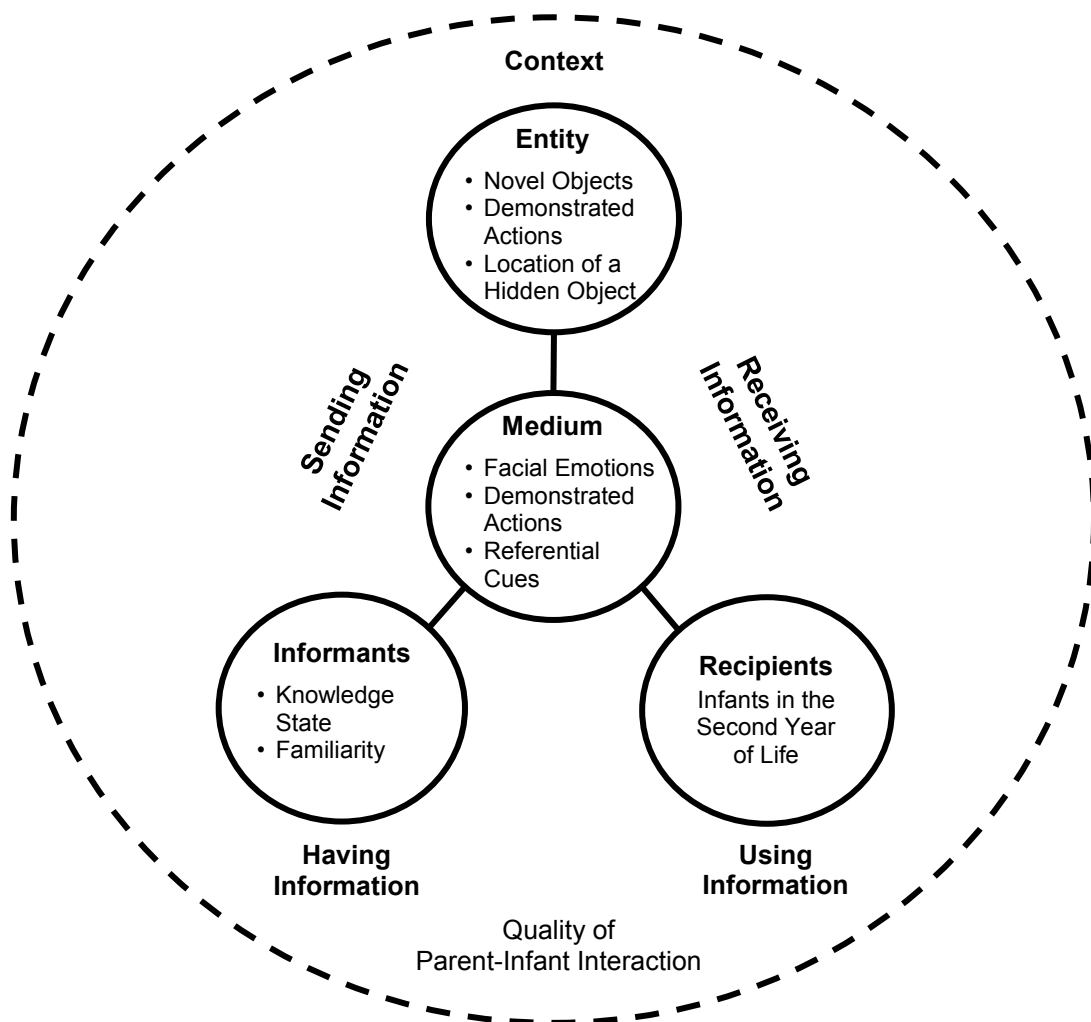 Context
Entity
• Novel Objects
• Demonstrated
Actions
• Location of a
Hidden Object
Sending
Information
Receiving
Information
Medium
• Facial Emotions
• Demonstrated
Actions
• Referential
Cues
Informants
• Knowledge
State
• Familiarity
Recipients
Infants in the
Second Year
of Life
Having
Information
Using
Information
Quality of
Parent-Infant Interaction